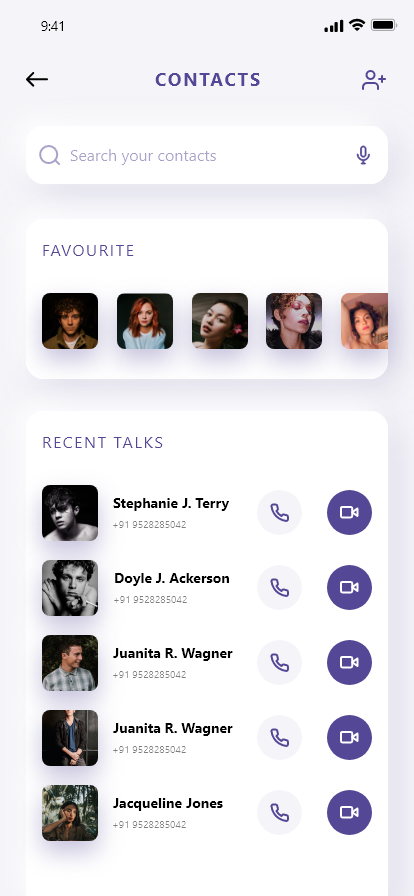 9:41
CONTACTS
Search your contacts
FAVOURITE
RECENT TALKS
Stephanie J. Terry
+91 9528285042
Doyle J. Ackerson
+91 9528285042
Juanita R. Wagner
+91 9528285042
Juanita R. Wagner
+91 9528285042
Jacqueline Jones
+91 9528285042